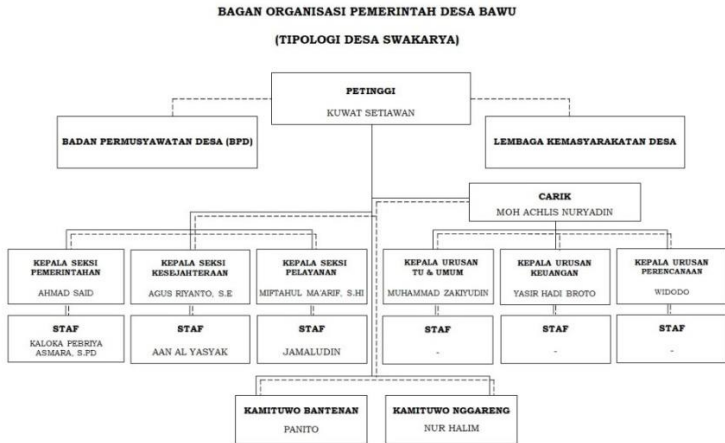 BAGAN ORGANISASI PEMERINTAH DESA BAWU
(TIPOLOGI DESA SWAKARYA)
PETINGGI
KUWAT SETIAWAN
BADAN PERMUSYAWATAN DESA (BPD)
LEMBAGA KEMASYARAKATAN DESA
CARIK
MOH ACHLIS NURYADIN
KEPALA SEKSI
PEMERINTAHAN
AHMAD SAID
KEPALA SEKSI
KESEJAHTERAAN
AGUS RIYANTO, S.E
KEPALA SEKSI
PELAYANAN
MIFTAHUL MA'ARIF, S.HI
KEPALA URUSAN
TU & UMUM
MUHAMMAD ZAKIYUDIN
KEPALA URUSAN
KEUANGAN
YASIR HADI BROTO
KEPALA URUSAN
PERENCANAAN
WIDODO
STAF
KALOKA PEBRIYA
ASMARA, S.PD
STAF
AAN AL YASYAK
STAF
JAMALUDIN
STAF
-
STAF
-
STAF
-
KAMITUWO BANTENAN
PANITO
KAMITUWO NGGARENG
NUR HALIM